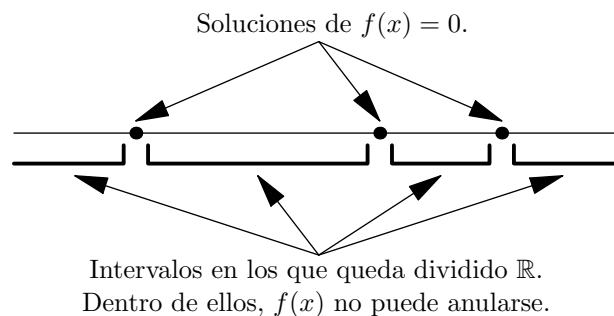 Soluciones de f(x) = 0.
Intervalos en los que queda dividido ℝ.
Dentro de ellos, f(x) no puede anularse.